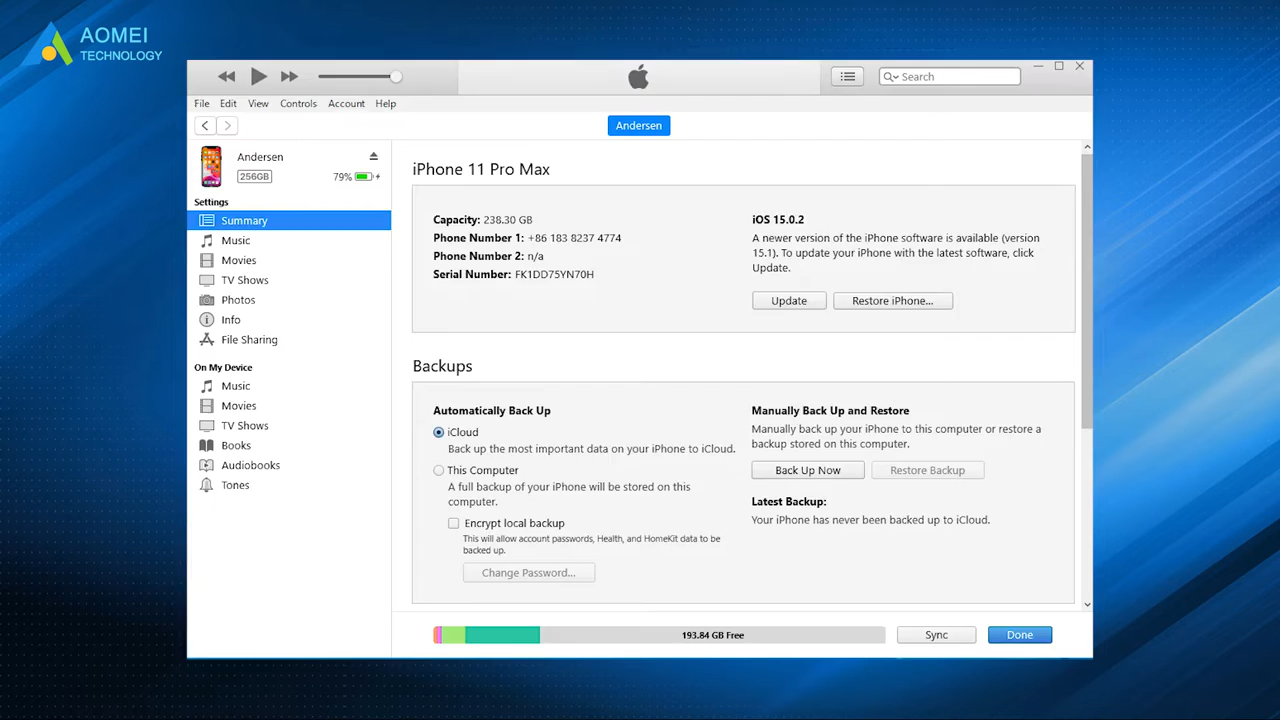 AOMEI
TECHNOLOGY
Search
File Edit View Controls Account Help
Andersen
Andersen
256GB 79%
Settings
Summary
Music
Movies
TV Shows
Photos
Info
File Sharing
On My Device
Music
Movies
TV Shows
Books
Audiobooks
Tones
iPhone 11 Pro Max
Capacity: 238.30 GB
Phone Number 1: +86 183 8237 4774
Phone Number 2: n/a
Serial Number: FK1DD75YN70H
iOS 15.0.2
A newer version of the iPhone software is available (version
15.1). To update your iPhone with the latest software, click
Update.
Update Restore iPhone...
Backups
Automatically Back Up
iCloud
Back up the most important data on your iPhone to iCloud.
This Computer
A full backup of your iPhone will be stored on this
computer.
Encrypt local backup
This will allow account passwords, Health, and HomeKit data to be
backed up.
Change Password...
Manually Back Up and Restore
Manually back up your iPhone to this computer or restore a
backup stored on this computer.
Back Up Now Restore Backup
Latest Backup:
Your iPhone has never been backed up to iCloud.
193.84 GB Free
Sync Done